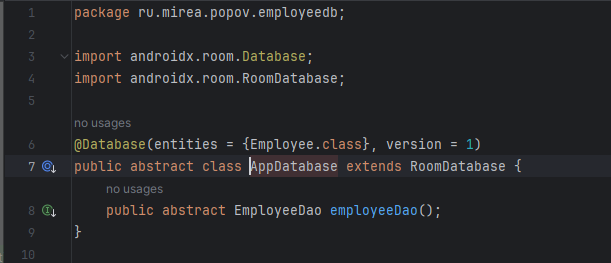 1 package ru.mirea.popov.employeedb;
2
3 import androidx.room.Database;
4 import androidx.room.RoomDatabase;
5
no usages
6 @Database(entities = {Employee.class}, version = 1)
7 public abstract class AppDatabase extends RoomDatabase {
no usages
8 public abstract EmployeeDao employeeDao();
9 }
10